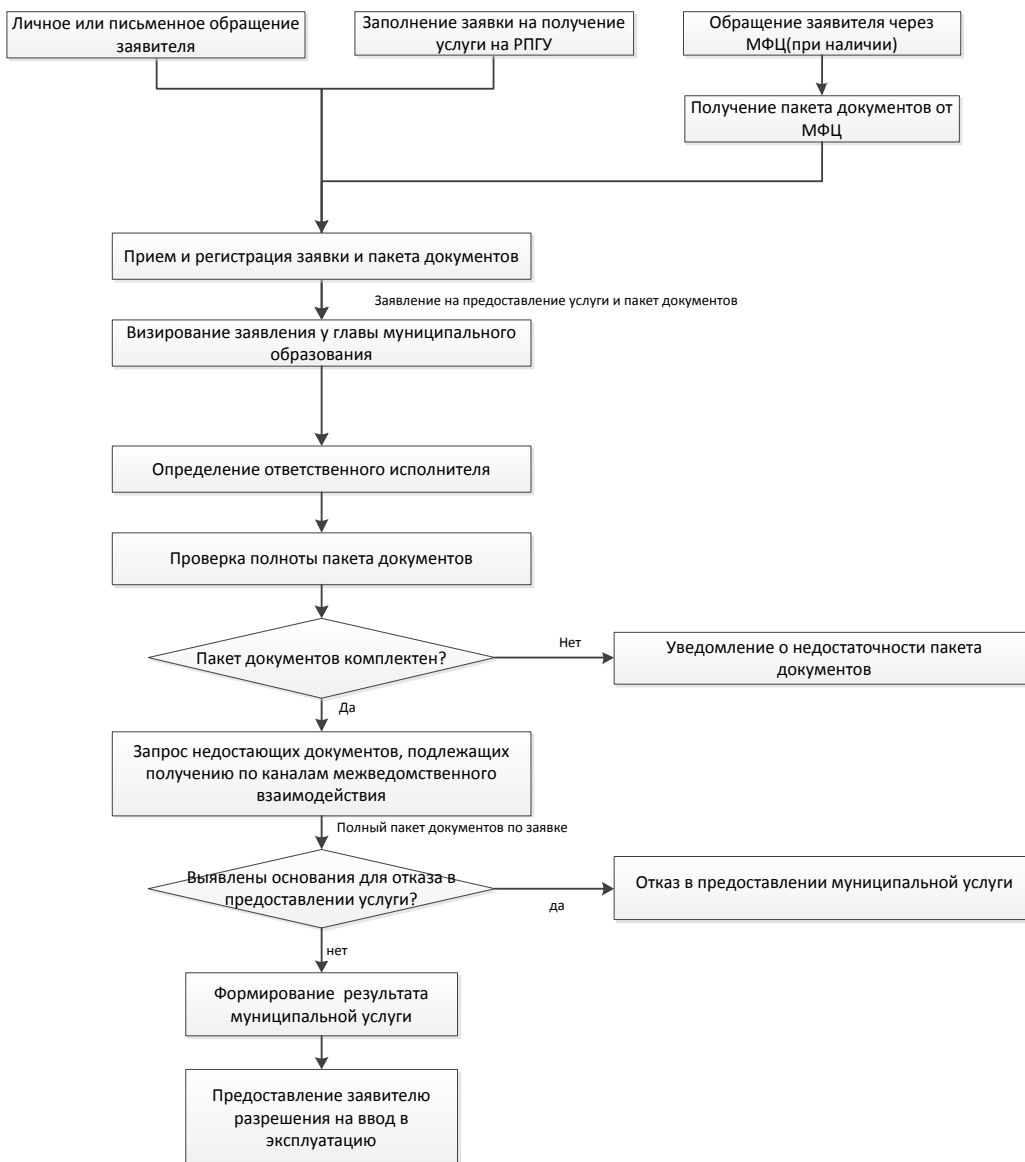 Личное или письменное обращение
заявителя
Заполнение заявки на получение
услуги на РПГУ
Обращение заявителя через
МФЦ(при наличии)
Получение пакета документов от
МФЦ
Прием и регистрация заявки и пакета документов
Заявление на предоставление услуги и пакет документов
Визирование заявления у главы муниципального
образования
Определение ответственного исполнителя
Проверка полноты пакета документов
Пакет документов комплектен?
Нет
Уведомление о недостаточности пакета
документов
Да
Запрос недостающих документов, подлежащих
получению по каналам межведомственного
взаимодействия
Полный пакет документов по заявке
Выявлены основания для отказа в
предоставлении услуги?
да
Отказ в предоставлении муниципальной услуги
нет
Формирование результата
муниципальной услуги
Предоставление заявителю
разрешения на ввод в
эксплуатацию